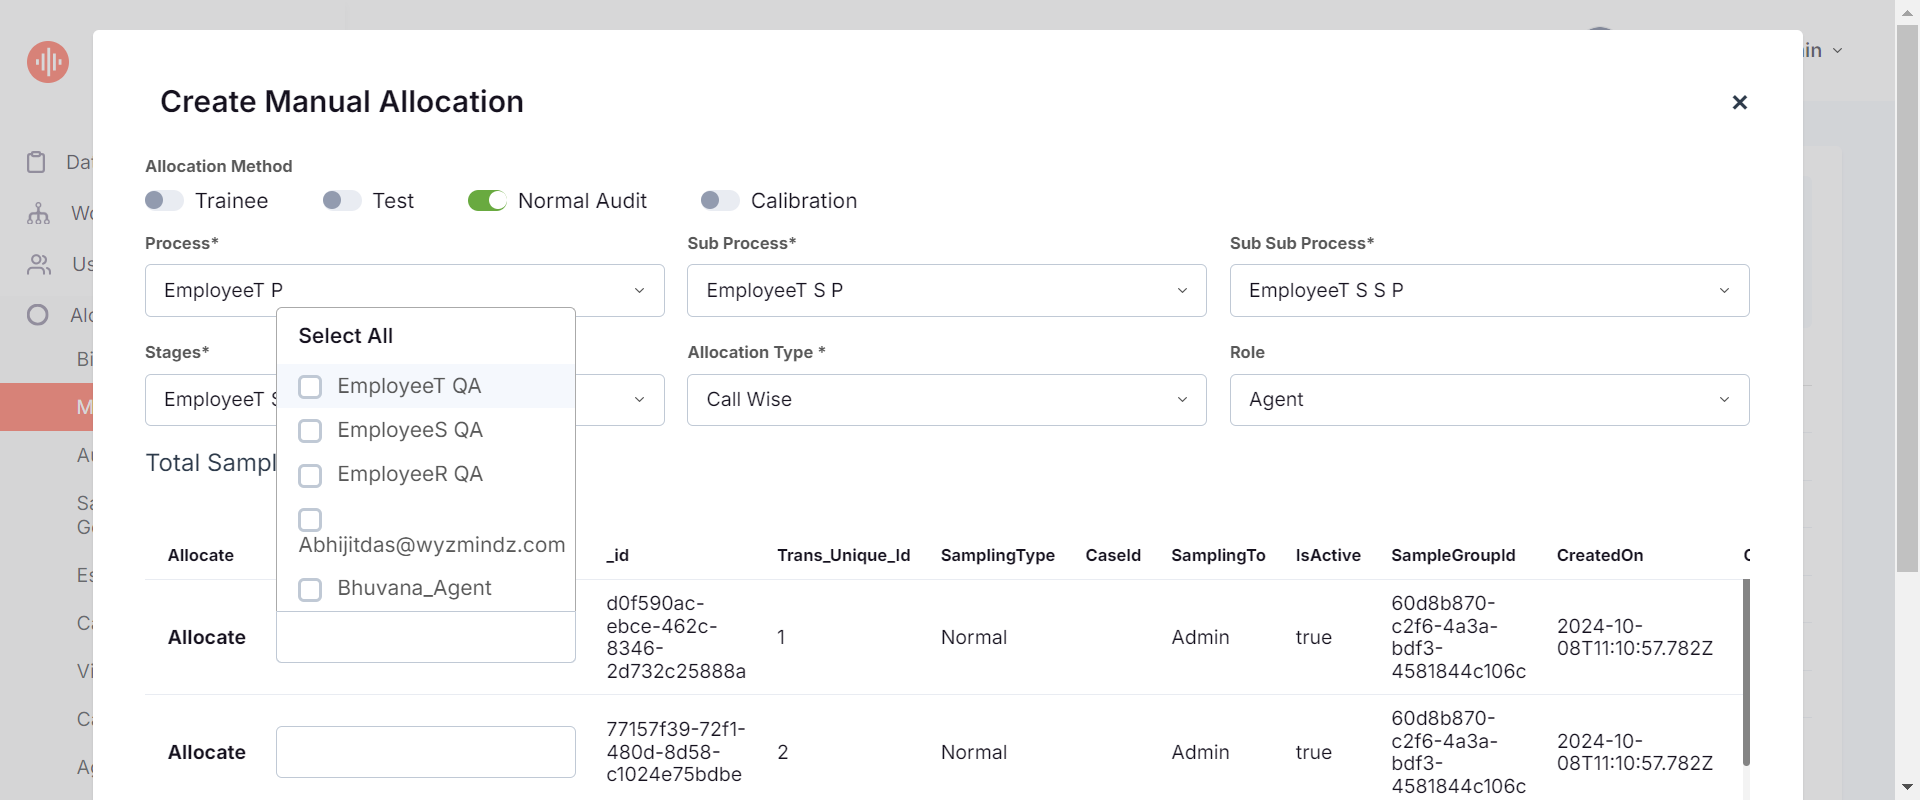 in
Create Manual Allocation
Allocation Method
Trainee
Test
Normal Audit
Calibration
Process*
Sub Process*
Sub Sub Process*
EmployeeT P
EmployeeT S P
EmployeeT S S P
Stages*
Allocation Type *
Role
EmployeeT S
Call Wise
Agent
Total Sampl
Select All
EmployeeT QA
EmployeeS QA
EmployeeR QA
Abhijitdas@wyzmindz.com
Bhuvana_Agent
Allocate
_id
Trans_Unique_Id
SamplingType
CaseId
SamplingTo
IsActive
SampleGroupId
CreatedOn
Allocate
d0f590ac-
ebce-462c-
8346-
2d732c25888a
1
Normal
Admin
true
60d8b870-
c2f6-4a3a-
bdf3-
4581844c106c
2024-10-
08T11:10:57.782Z
Allocate
77157f39-72f1-
480d-8d58-
c1024e75bdbe
2
Normal
Admin
true
60d8b870-
c2f6-4a3a-
bdf3-
4581844c106c
2024-10-
08T11:10:57.713Z
Da
Wo
Us
Alo
Bi
M
Au
Sa
Ge
Es
Ca
Vi
Ca
Ag